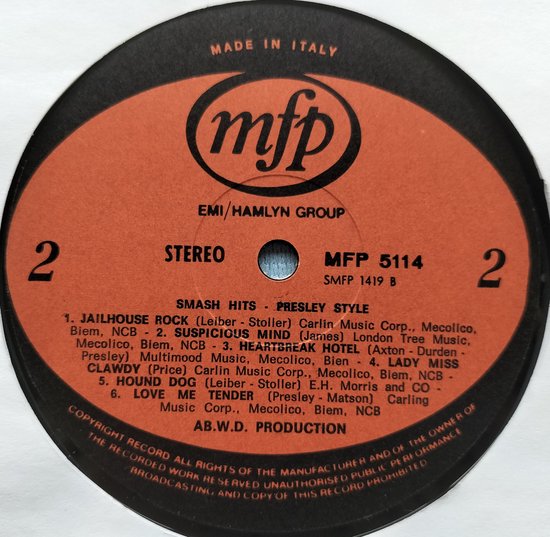 MADE IN ITALY
mfp
EMI/HAMLYN GROUP
2
STEREO
MFP 5114
SMFP 1419 B
2
SMASH HITS - PRESLEY STYLE
1. JAILHOUSE ROCK (Leiber - Stoller) Carlin Music Corp., Mecolico,
Biem, NCB - 2. SUSPICIOUS MIND (James) London Tree Music,
Mecolico, Biem, NCB - 3. HEARTBREAK HOTEL (Axton - Durden -
Presley) Multimood Music, Mecolico, Bien - 4. LADY MISS
CLAWDY (Price) Carlin Music Corp., Mecolico, Biem, NCB -
5. HOUND DOG (Leiber - Stoller) E.H. Morris and CO -
6. LOVE ME TENDER (Presley - Matson) Carling
Music Corp., Mecolico, Biem, NCB
AB.W.D. PRODUCTION
COPYRIGHT RECORD ALL RIGHTS OF THE MANUFACTURER AND OF THE OWNER OF
THE RECORDED WORK RESERVED UNAUTHORISED PUBLIC PERFORMANCE
BROADCASTING AND COPY OF THIS RECORD PROHIBITED